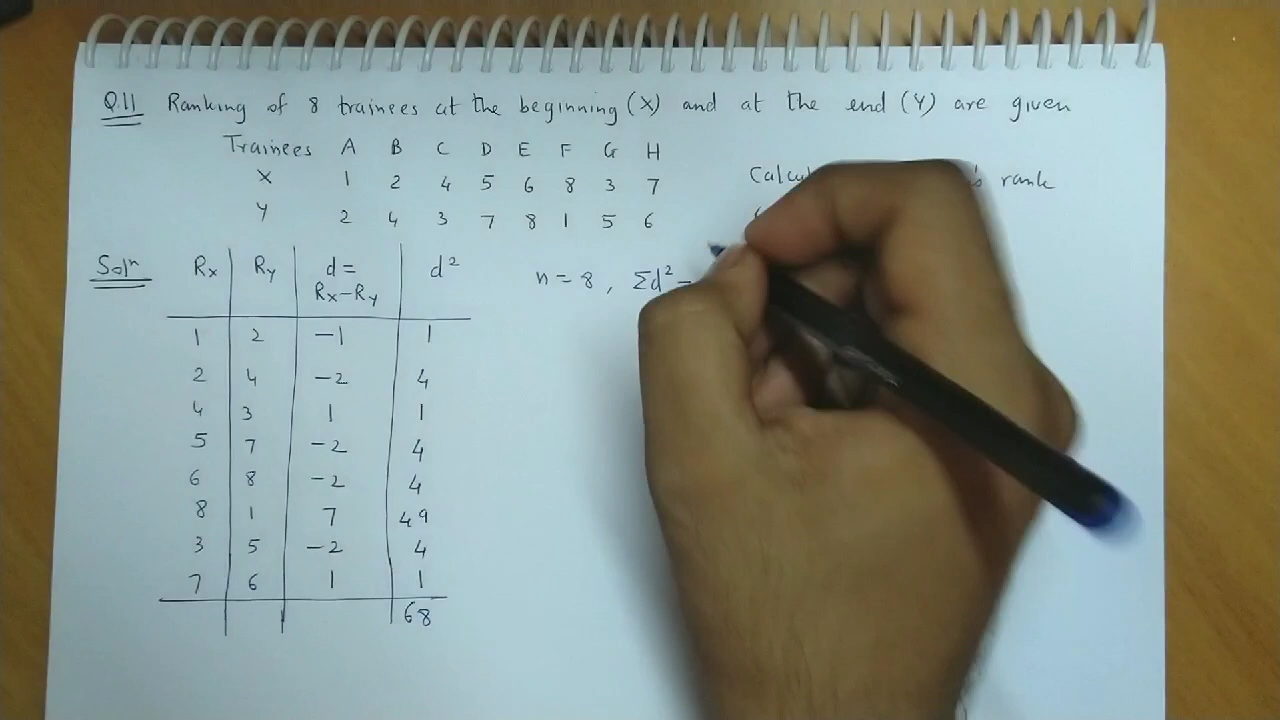 Q.11 Ranking of 8 trainees at the beginning (X) and at the end (Y) are given
Trainees A B C D E F G H
X 1 2 4 5 6 8 3 7
Y 2 4 3 7 8 1 5 6
rank
Solⁿ
Rx Ry d = Rx-Ry d²
1 2 -1 1
2 4 -2 4
4 3 1 1
5 7 -2 4
6 8 -2 4
8 1 7 49
3 5 -2 4
7 6 1 1
68
n = 8, Σd²